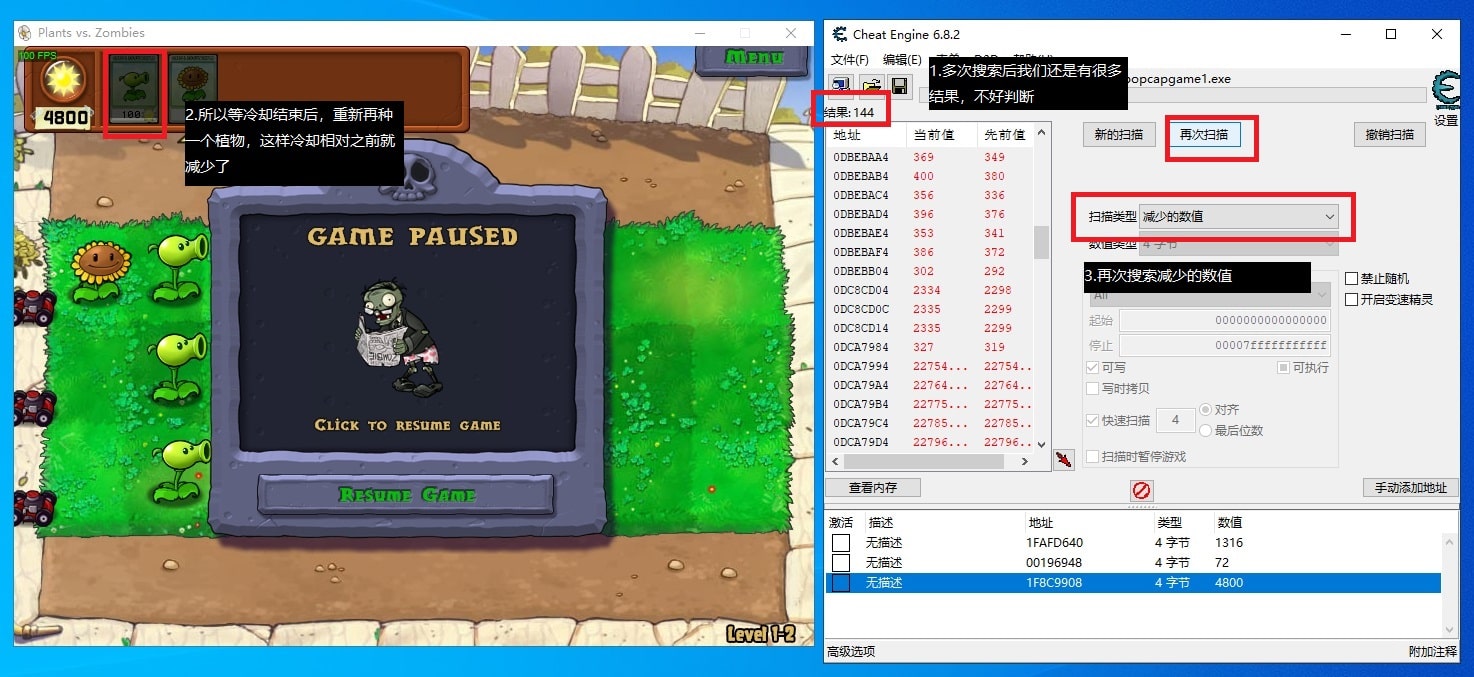 Plants vs. Zombies
100 FPS
4800
100
Menu
2.所以等冷却结束后，重新再种
一个植物，这样冷却相对之前就
减少了
GAME PAUSED
CLICK TO RESUME GAME
RESUME GAME
Level 1-2
Cheat Engine 6.8.2
文件(F) 编辑(E)
popcapgame1.exe
1.多次搜索后我们还是有很多
结果，不好判断
设置
结果:144
地址 当前值 先前值
0DBEBAA4 369 349
0DBEBAB4 400 380
0DBEBAC4 356 336
0DBEBAD4 396 376
0DBEBAE4 353 341
0DBEBAF4 386 372
0DBEBB04 302 292
0DC8CD04 2334 2298
0DC8CD0C 2335 2299
0DC8CD14 2335 2299
0DCA7984 327 319
0DCA7994 22754... 22754..
0DCA79A4 22764... 22764..
0DCA79B4 22775... 22775..
0DCA79C4 22785... 22785..
0DCA79D4 22796... 22796..
新的扫描 再次扫描 撤销扫描
扫描类型 减少的数值
数值类型 4 字节
3.再次搜索减少的数值
All
禁止随机
开启变速精灵
起始 0000000000000000
停止 00007fffffffffff
可写 可执行
写时拷贝
快速扫描 4 对齐
最后位数
扫描时暂停游戏
查看内存 手动添加地址
激活 描述 地址 类型 数值
无描述 1FAFD640 4 字节 1316
无描述 00196948 4 字节 72
无描述 1F8C9908 4 字节 4800
高级选项 附加注释